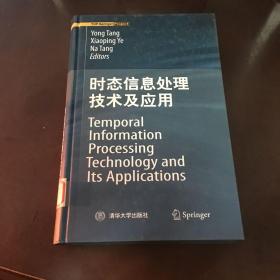 Yong Tang
Xiaoping Ye
Na Tang
Editors
时态信息处理
技术及应用
Temporal
Information
Processing
Technology and
Its Applications
清华大学出版社
Springer